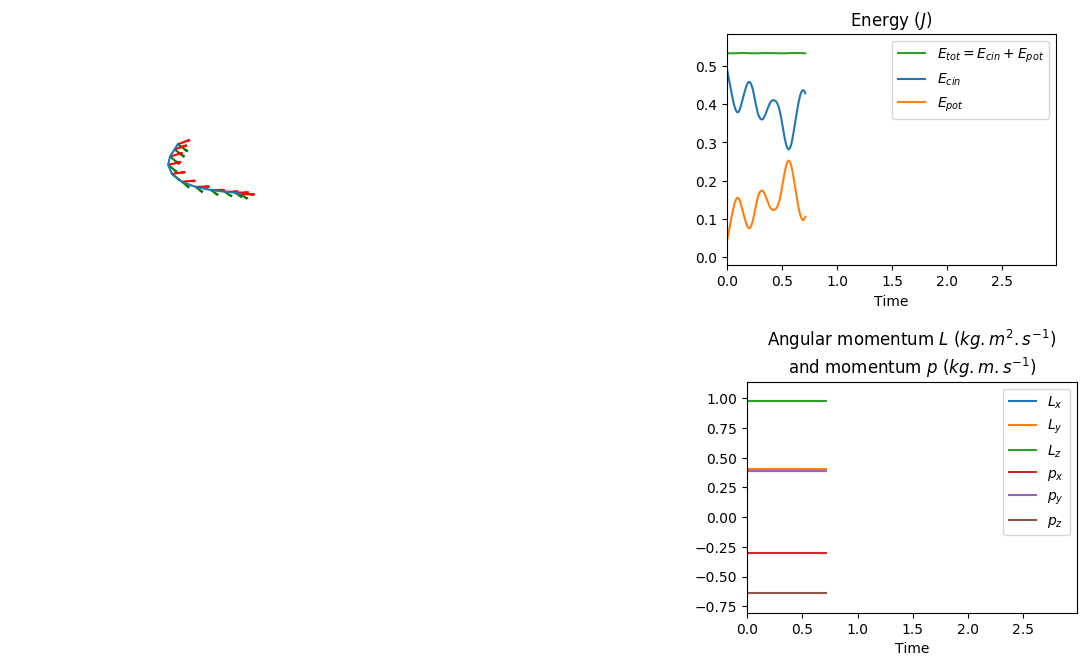 Energy (J)
E_tot = E_cin + E_pot
E_cin
E_pot
0.5
0.4
0.3
0.2
0.1
0.0
0.0 0.5 1.0 1.5 2.0 2.5
Time
Angular momentum L (kg.m².s⁻¹)
and momentum p (kg.m.s⁻¹)
1.00
0.75
0.50
0.25
0.00
−0.25
−0.50
−0.75
L_x
L_y
L_z
p_x
p_y
p_z
0.0 0.5 1.0 1.5 2.0 2.5
Time